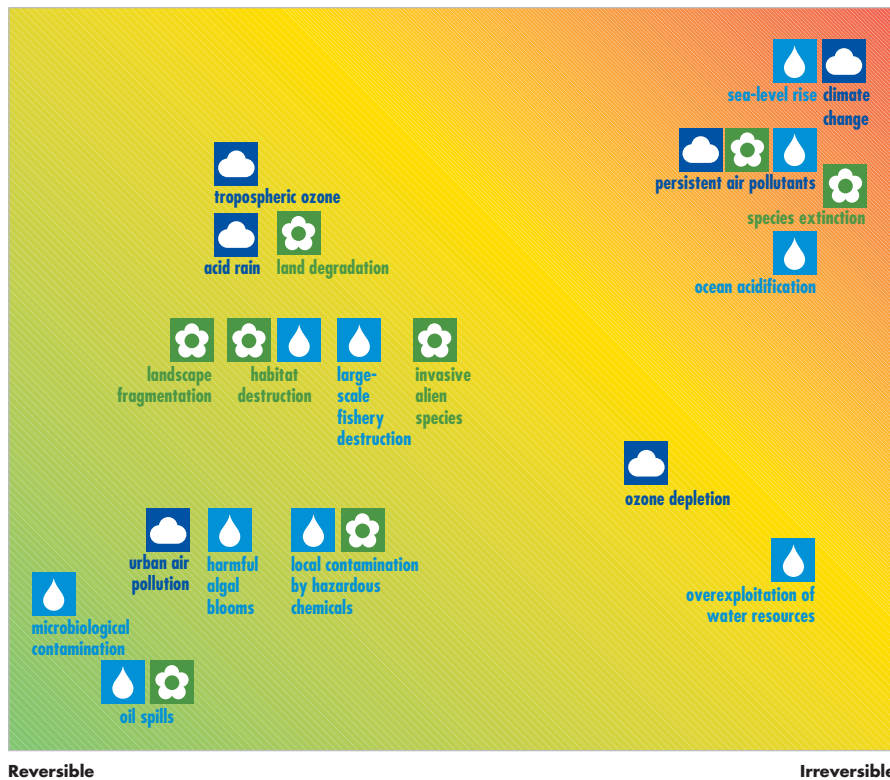 sea-level rise
climate
change
persistent air pollutants
tropospheric ozone
species extinction
acid rain
land degradation
ocean acidification
landscape
fragmentation
habitat
destruction
large-
scale
fishery
destruction
invasive
alien
species
ozone depletion
urban air
pollution
harmful
algal
blooms
local contamination
by hazardous
chemicals
overexploitation of
water resources
microbiological
contamination
oil spills
Reversible
Irreversible